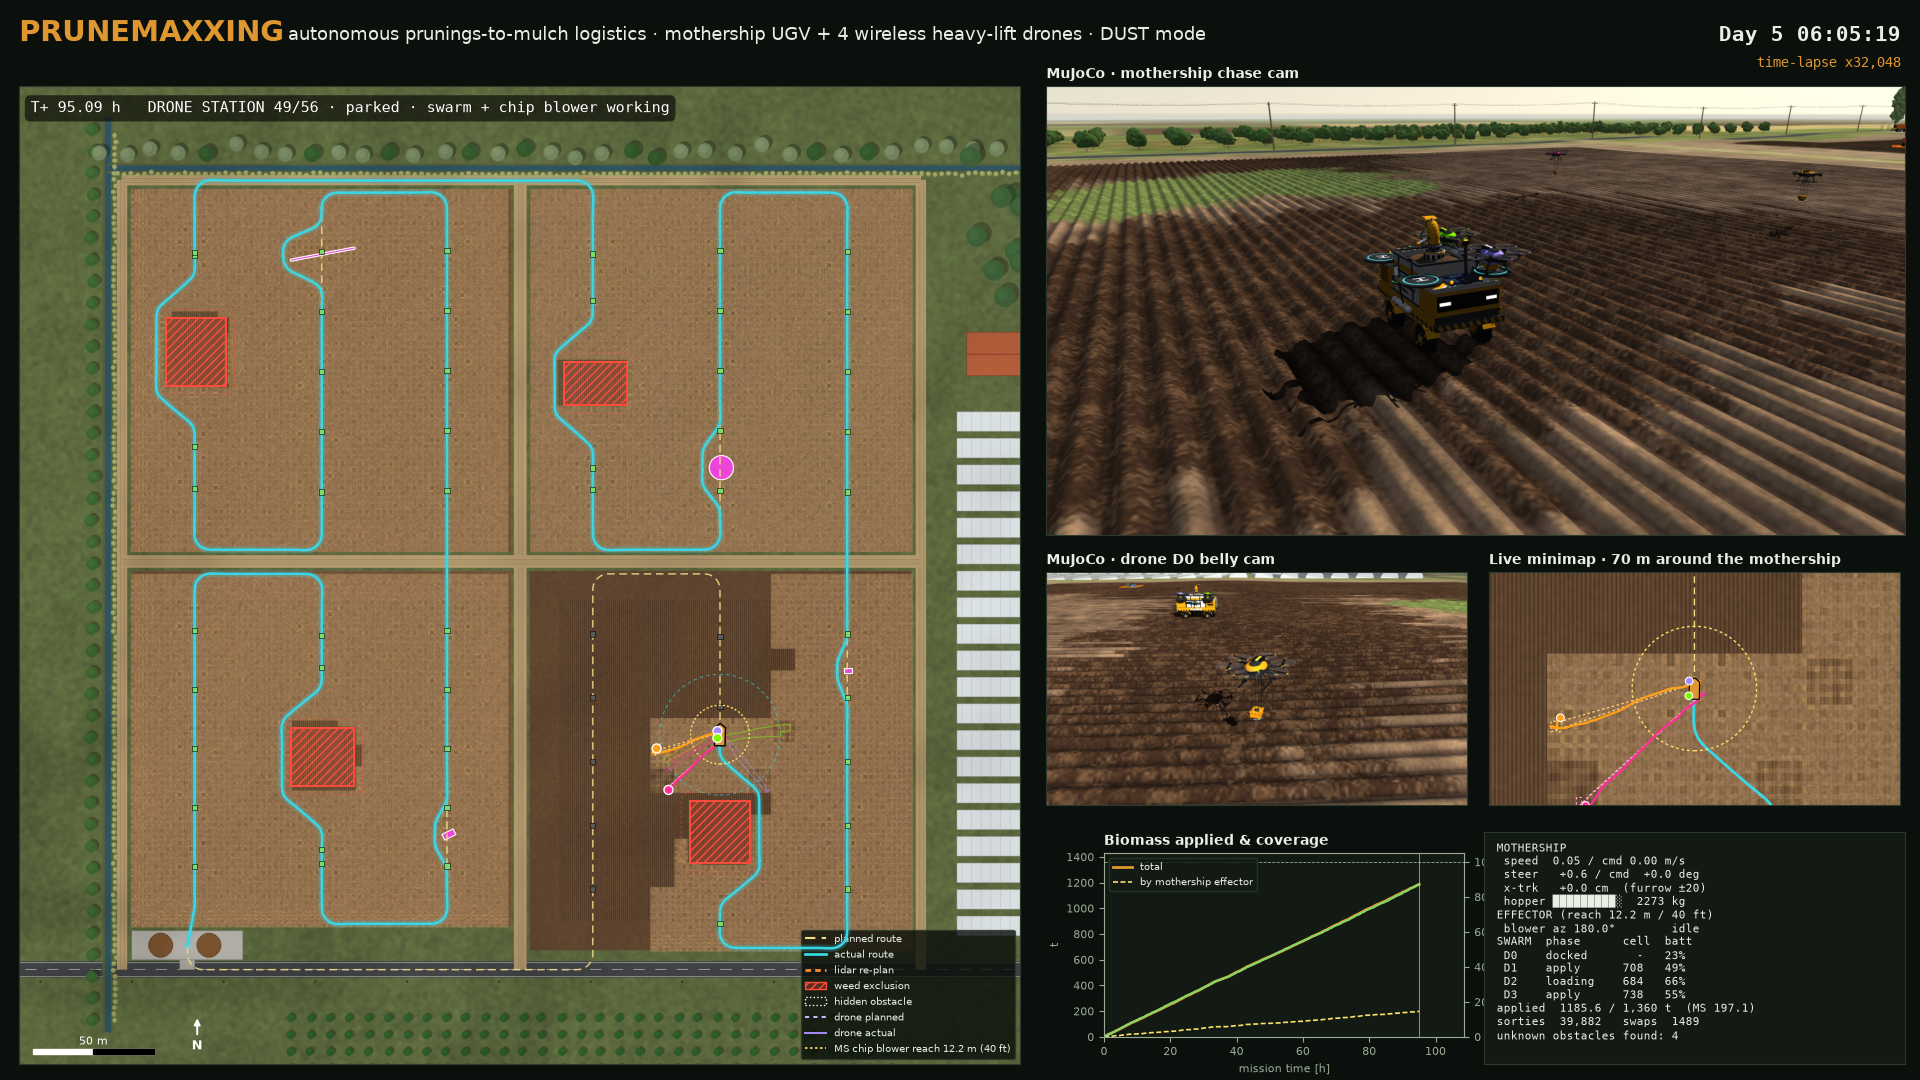 PRUNEMAXXING autonomous prunings-to-mulch logistics · mothership UGV + 4 wireless heavy-lift drones · DUST mode
Day 5 06:05:19
time-lapse x32,048
T+ 95.09 h DRONE STATION 49/56 · parked · swarm + chip blower working
50 m
N
planned route
actual route
lidar re-plan
weed exclusion
hidden obstacle
drone planned
drone actual
MS chip blower reach 12.2 m (40 ft)
MuJoCo · mothership chase cam
MuJoCo · drone D0 belly cam
Live minimap · 70 m around the mothership
Biomass applied & coverage
total
by mothership effector
1400
1200
1000
800
600
400
200
0
t
0 20 40 60 80 100
mission time [h]
MOTHERSHIP
speed 0.05 / cmd 0.00 m/s
steer +0.6 / cmd +0.0 deg
x-trk +0.0 cm (furrow ±20)
hopper 2273 kg
EFFECTOR (reach 12.2 m / 40 ft)
blower az 180.0° idle
SWARM phase cell batt
D0 docked - 23%
D1 apply 708 49%
D2 loading 684 66%
D3 apply 738 55%
applied 1185.6 / 1,360 t (MS 197.1)
sorties 39,882 swaps 1489
unknown obstacles found: 4